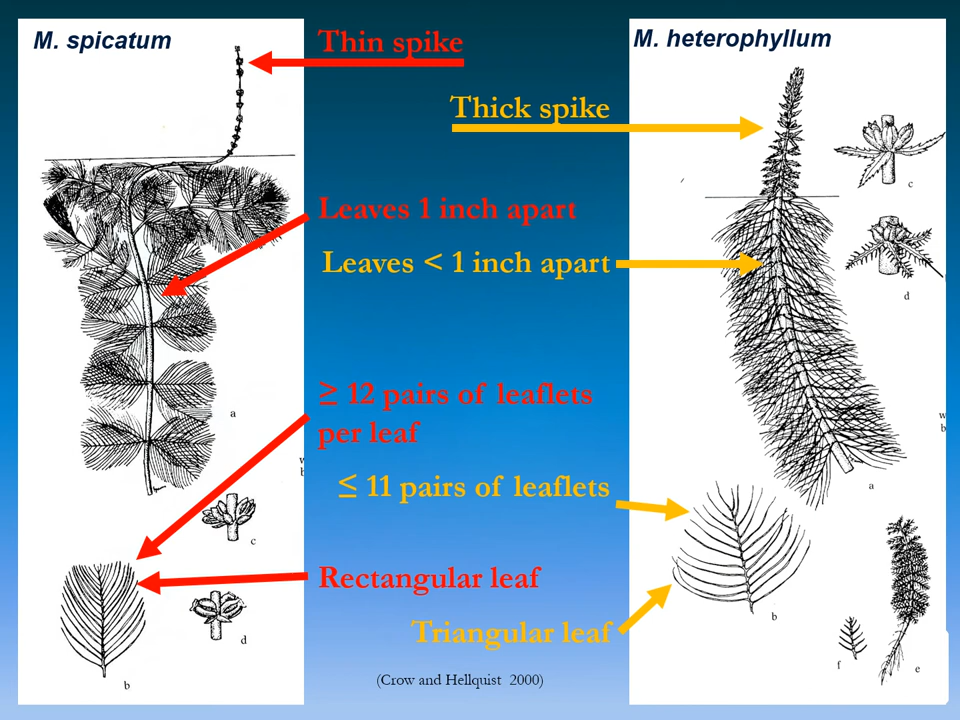 M. spicatum
Thin spike
M. heterophyllum
Thick spike
c
Leaves 1 inch apart
Leaves < 1 inch apart
d
≥ 12 pairs of leaflets
per leaf
a
w
b
w
b
≤ 11 pairs of leaflets
a
c
Rectangular leaf
Triangular leaf
b
d
f
e
b
(Crow and Hellquist 2000)